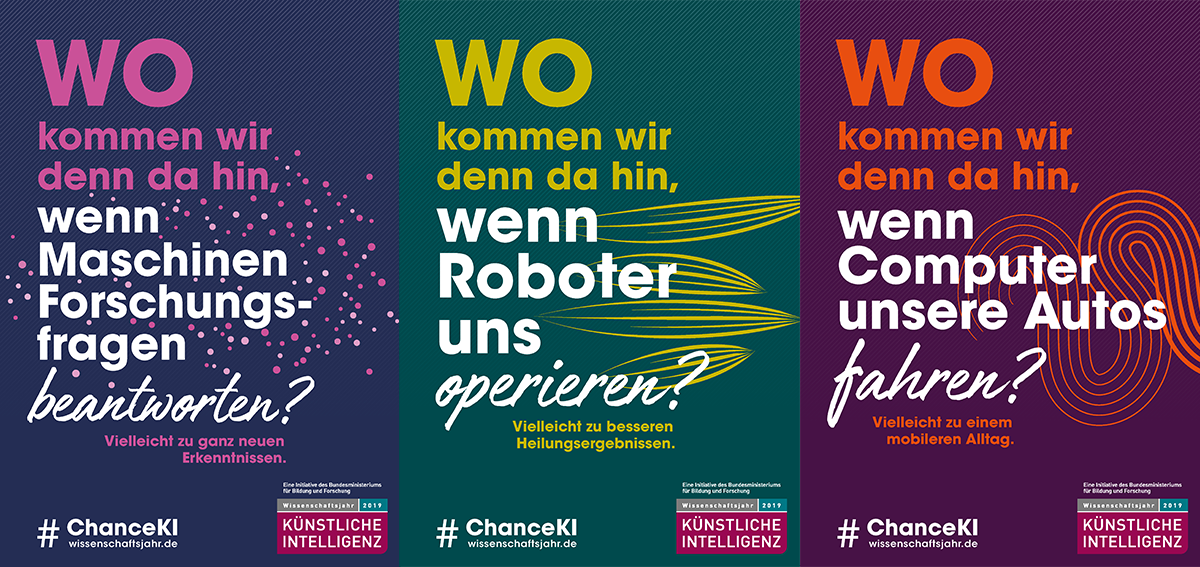 WO
kommen wir
denn da hin,
wenn
Maschinen
Forschungs-
fragen
beantworten?
Vielleicht zu ganz neuen
Erkenntnissen.
Eine Initiative des Bundesministeriums
für Bildung und Forschung
Wissenschaftsjahr 2019
KÜNSTLICHE
INTELLIGENZ
# ChanceKI
wissenschaftsjahr.de
WO
kommen wir
denn da hin,
wenn
Roboter
uns
operieren?
Vielleicht zu besseren
Heilungsergebnissen.
Eine Initiative des Bundesministeriums
für Bildung und Forschung
Wissenschaftsjahr 2019
KÜNSTLICHE
INTELLIGENZ
# ChanceKI
wissenschaftsjahr.de
WO
kommen wir
denn da hin,
wenn
Computer
unsere Autos
fahren?
Vielleicht zu einem
mobileren Alltag.
Eine Initiative des Bundesministeriums
für Bildung und Forschung
Wissenschaftsjahr 2019
KÜNSTLICHE
INTELLIGENZ
# ChanceKI
wissenschaftsjahr.de